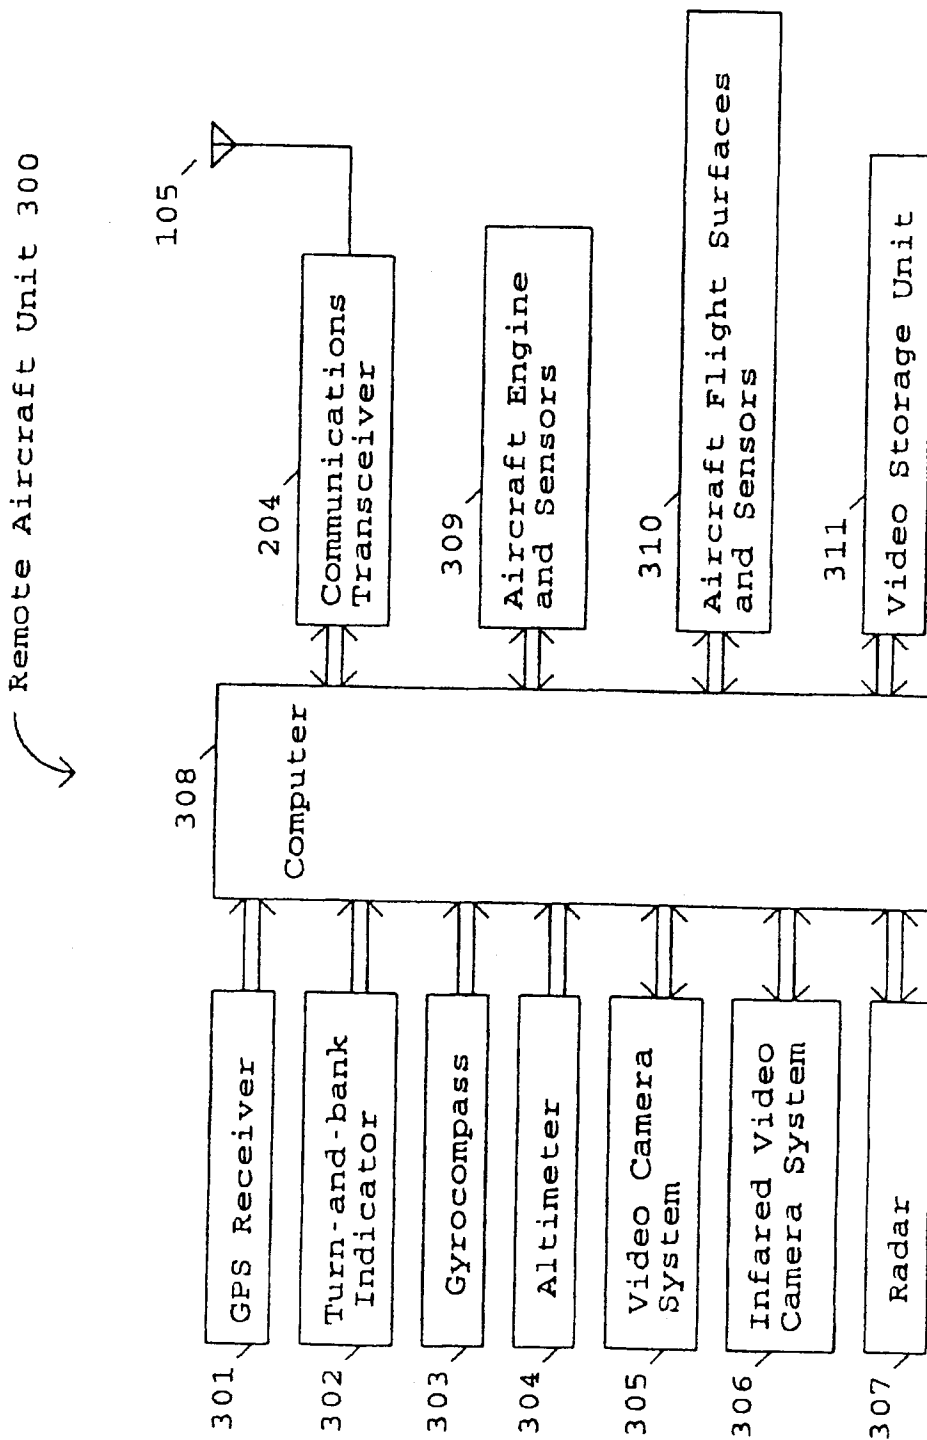 Remote Aircraft Unit 300
105
308
Computer
301
GPS Receiver
302
Turn-and-bank
Indicator
303
Gyrocompass
304
Altimeter
305
Video Camera
System
306
Infared Video
Camera System
307
Radar
204
Communications
Transceiver
309
Aircraft Engine
and Sensors
310
Aircraft Flight Surfaces
and Sensors
311
Video Storage Unit